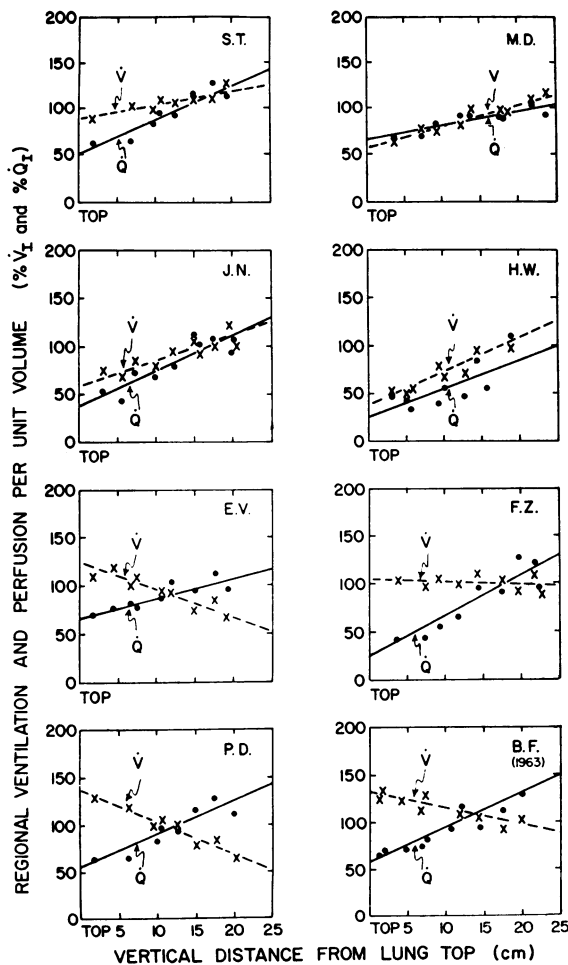 REGIONAL VENTILATION AND PERFUSION PER UNIT VOLUME (% V̇I and % Q̇I)
200
150
100
50
0
S.T.
V̇
Q̇
TOP
200
150
100
50
0
M.D.
V̇
Q̇
TOP
200
150
100
50
0
J.N.
V̇
Q̇
200
150
100
50
0
H.W.
V̇
Q̇
200
150
100
50
0
E.V.
V̇
Q̇
TOP
200
150
100
50
0
F.Z.
V̇
Q̇
TOP
200
150
100
50
0
P.D.
V̇
Q̇
TOP 5 10 15 20 25
200
150
100
50
0
B.F.
(1963)
V̇
Q̇
TOP 5 10 15 20 25
VERTICAL DISTANCE FROM LUNG TOP (cm)